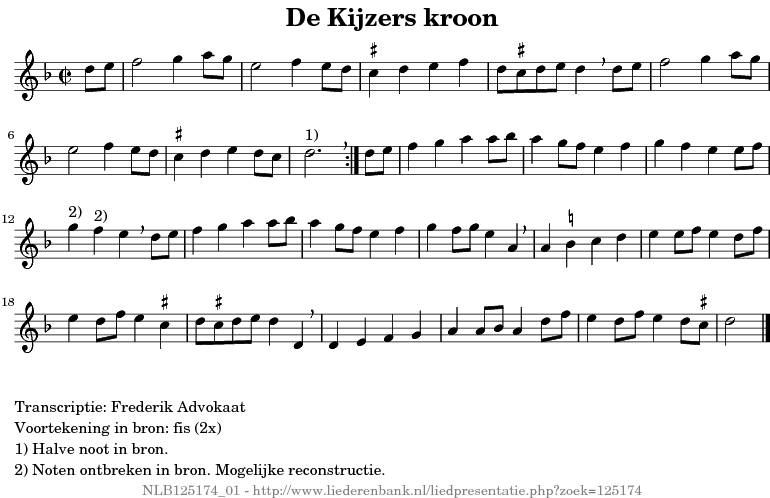 De Kijzers kroon
6
1)
12
2)
2)
18
Transcriptie: Frederik Advokaat
Voortekening in bron: fis (2x)
1) Halve noot in bron.
2) Noten ontbreken in bron. Mogelijke reconstructie.
NLB125174_01 - http://www.liederenbank.nl/liedpresentatie.php?zoek=125174